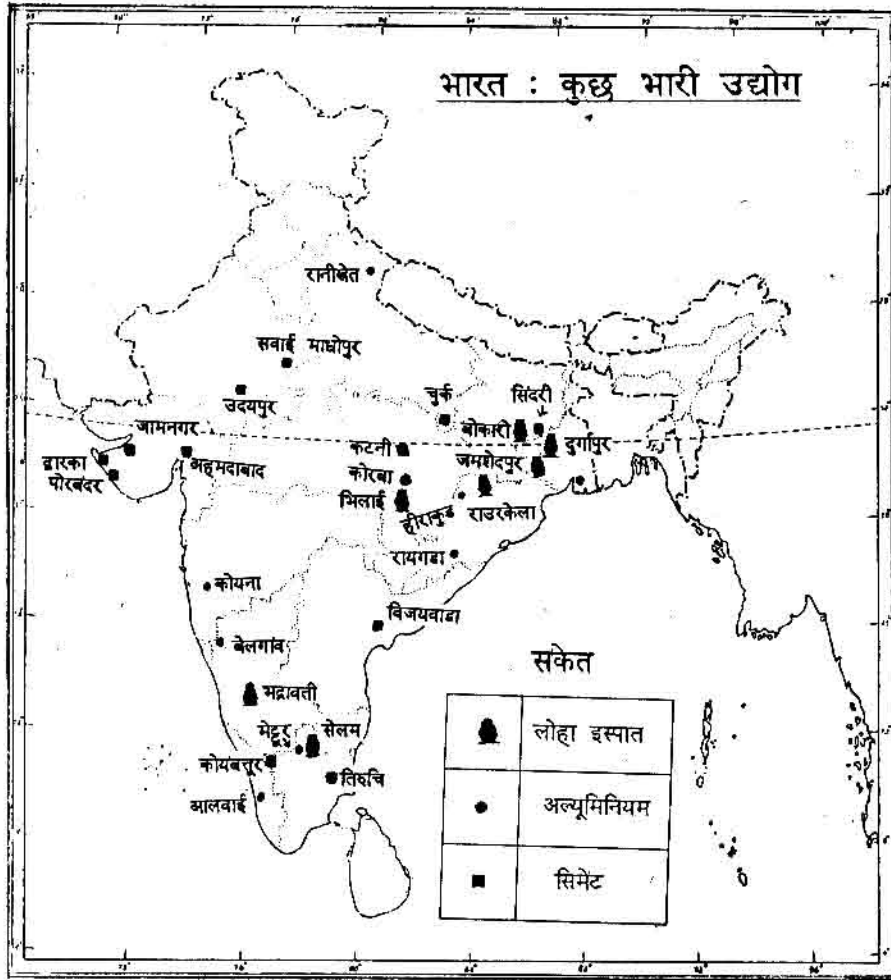 भारत : कुछ भारी उद्योग
रानीखेत
सवाई माधोपुर
उदयपुर
चुर्क
सिंदरी
बोकारो
दुर्गापुर
जामनगर
कटनी
जमशेदपुर
द्वारका
अहमदाबाद
कोरबा
पोरबंदर
भिलाई
हीराकुड
राउरकेला
रायगडा
कोयना
विजयवाडा
बेलगांव
संकेत
भद्रावती
लोहा इस्पात
मेट्टूर
सेलम
कोयंबत्तूर
तिरुचि
आलवाई
अल्यूमिनियम
सिमेंट